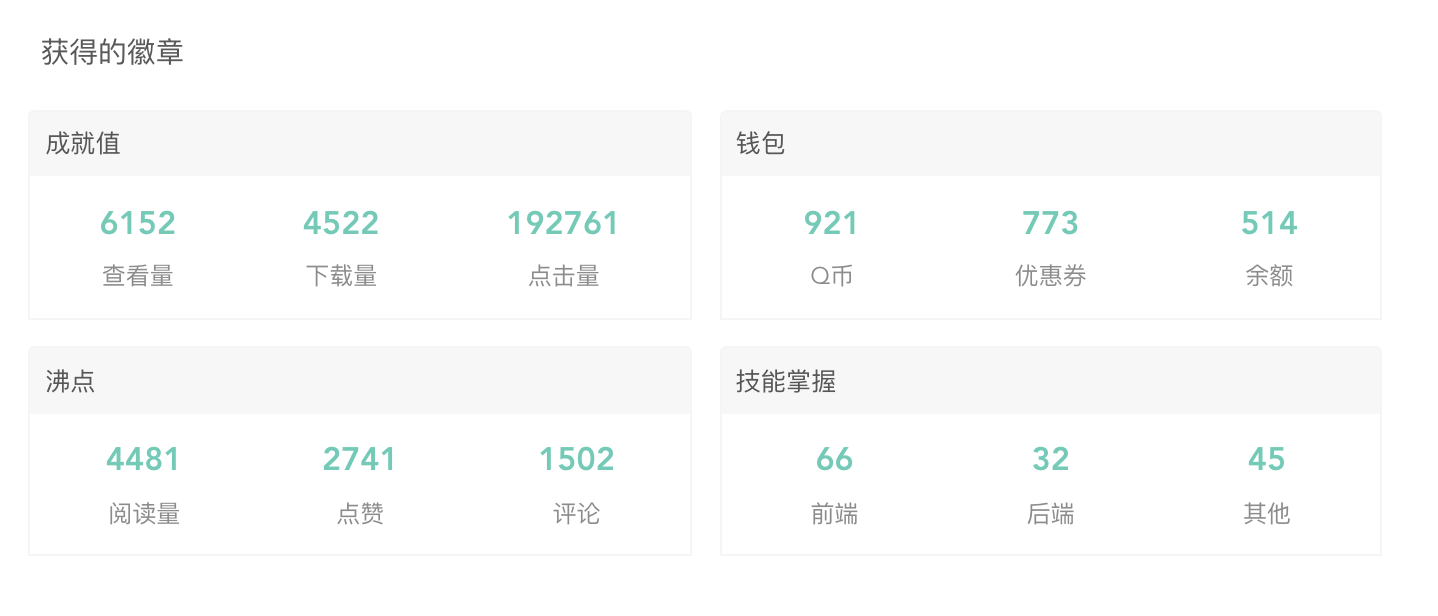 获得的徽章
成就值
6152 4522 192761
查看量 下载量 点击量
钱包
921 773 514
Q币 优惠券 余额
沸点
4481 2741 1502
阅读量 点赞 评论
技能掌握
66 32 45
前端 后端 其他